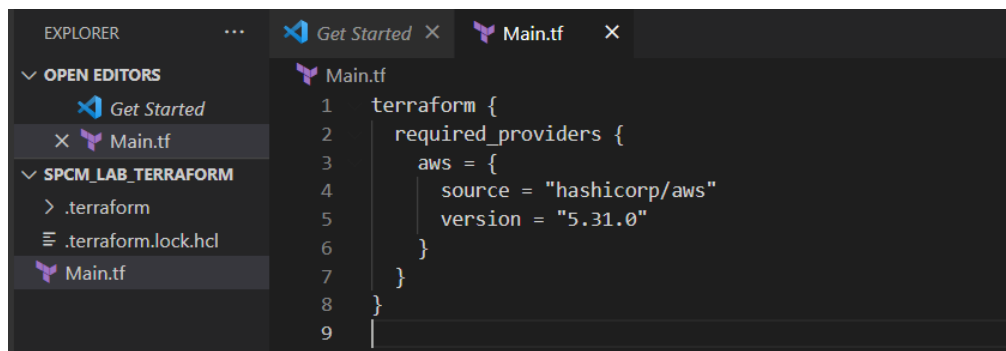 EXPLORER ...
OPEN EDITORS
Get Started
Main.tf
SPCM_LAB_TERRAFORM
.terraform
.terraform.lock.hcl
Main.tf
Get Started
Main.tf
Main.tf
1 terraform {
2 required_providers {
3 aws = {
4 source = "hashicorp/aws"
5 version = "5.31.0"
6 }
7 }
8 }
9